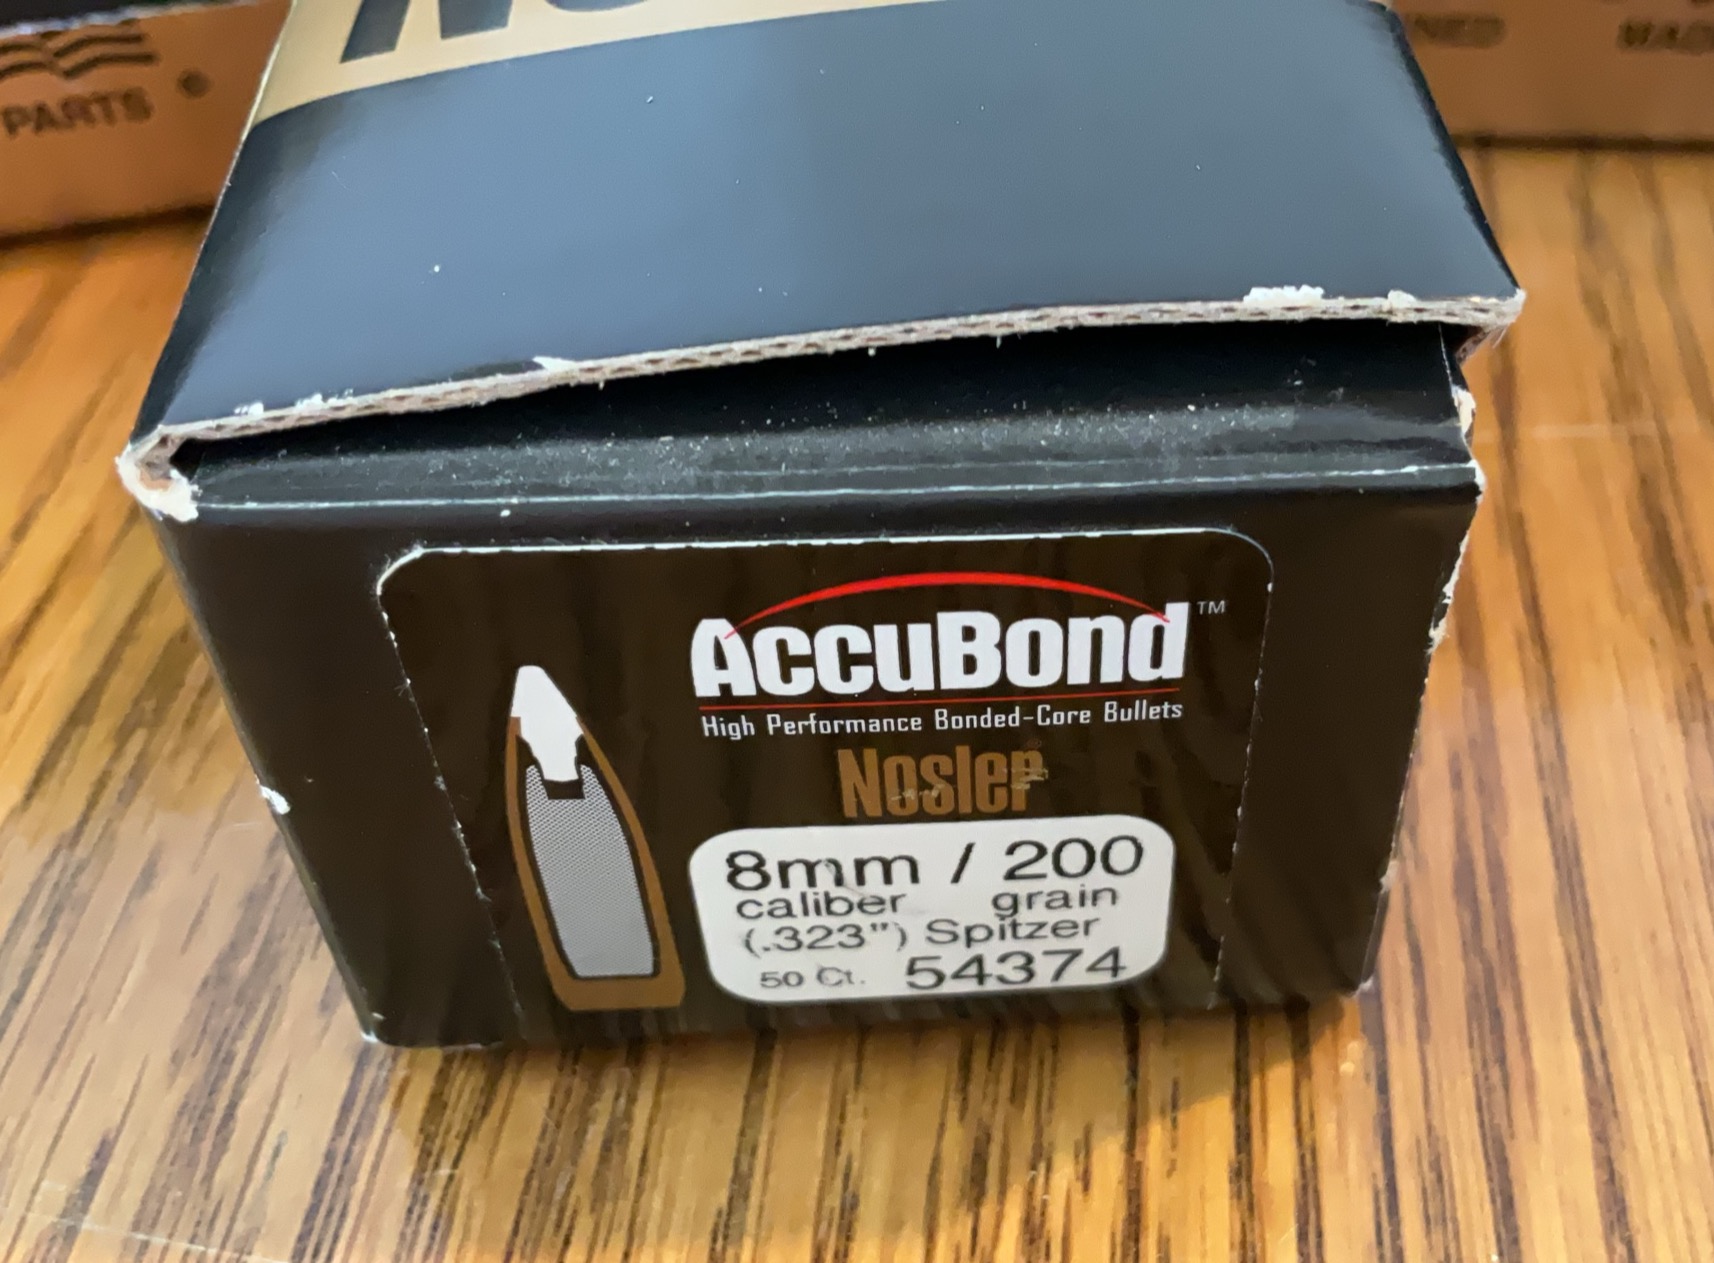 PARTS
AccuBond™
High Performance Bonded-Core Bullets
Nosler
8mm / 200
caliber grain
(.323") Spitzer
50 Ct. 54374